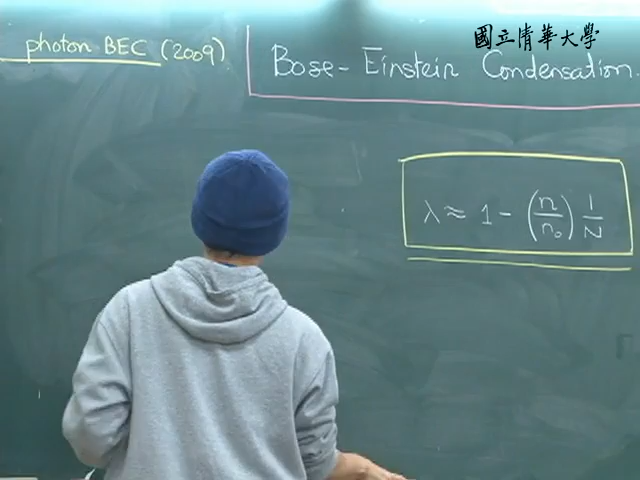 國立清華大學
photon BEC (2009)
Bose-Einstein Condensation.
λ ≈ 1 - (n/n₀) 1/N